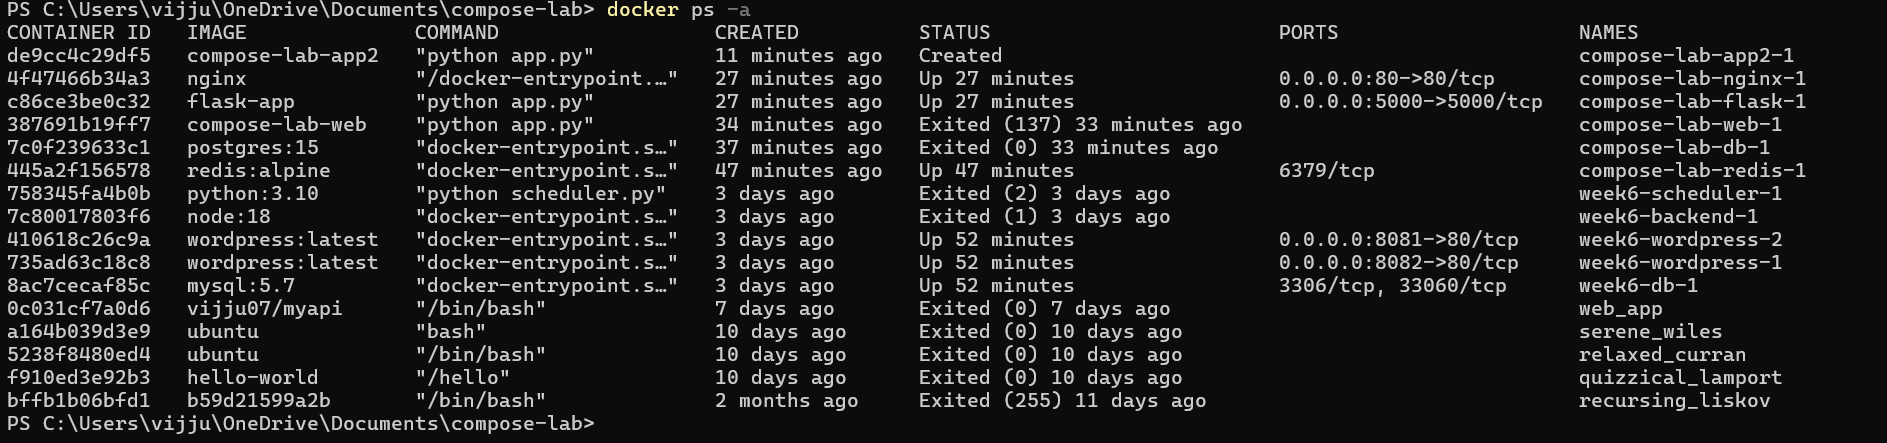 PS C:\Users\vijju\OneDrive\Documents\compose-lab> docker ps -a
CONTAINER ID   IMAGE              COMMAND                  CREATED          STATUS                        PORTS                    NAMES
de9cc4c29df5   compose-lab-app2   "python app.py"          11 minutes ago   Created                                                compose-lab-app2-1
4f47466b34a3   nginx              "/docker-entrypoint.…"   27 minutes ago   Up 27 minutes                 0.0.0.0:80->80/tcp       compose-lab-nginx-1
c86ce3be0c32   flask-app          "python app.py"          27 minutes ago   Up 27 minutes                 0.0.0.0:5000->5000/tcp   compose-lab-flask-1
387691b19ff7   compose-lab-web    "python app.py"          34 minutes ago   Exited (137) 33 minutes ago                            compose-lab-web-1
7c0f239633c1   postgres:15        "docker-entrypoint.s…"   37 minutes ago   Exited (0) 33 minutes ago                              compose-lab-db-1
445a2f156578   redis:alpine       "docker-entrypoint.s…"   47 minutes ago   Up 47 minutes                 6379/tcp                 compose-lab-redis-1
758345fa4b0b   python:3.10        "python scheduler.py"    3 days ago       Exited (2) 3 days ago                                  week6-scheduler-1
7c80017803f6   node:18            "docker-entrypoint.s…"   3 days ago       Exited (1) 3 days ago                                  week6-backend-1
410618c26c9a   wordpress:latest   "docker-entrypoint.s…"   3 days ago       Up 52 minutes                 0.0.0.0:8081->80/tcp     week6-wordpress-2
735ad63c18c8   wordpress:latest   "docker-entrypoint.s…"   3 days ago       Up 52 minutes                 0.0.0.0:8082->80/tcp     week6-wordpress-1
8ac7cecaf85c   mysql:5.7          "docker-entrypoint.s…"   3 days ago       Up 52 minutes                 3306/tcp, 33060/tcp      week6-db-1
0c031cf7a0d6   vijju07/myapi      "/bin/bash"              7 days ago       Exited (0) 7 days ago                                  web_app
a164b039d3e9   ubuntu             "bash"                   10 days ago      Exited (0) 10 days ago                                 serene_wiles
5238f8480ed4   ubuntu             "/bin/bash"              10 days ago      Exited (0) 10 days ago                                 relaxed_curran
f910ed3e92b3   hello-world        "/hello"                 10 days ago      Exited (0) 10 days ago                                 quizzical_lamport
bffb1b06bfd1   b59d21599a2b       "/bin/bash"              2 months ago     Exited (255) 11 days ago                               recursing_liskov
PS C:\Users\vijju\OneDrive\Documents\compose-lab>